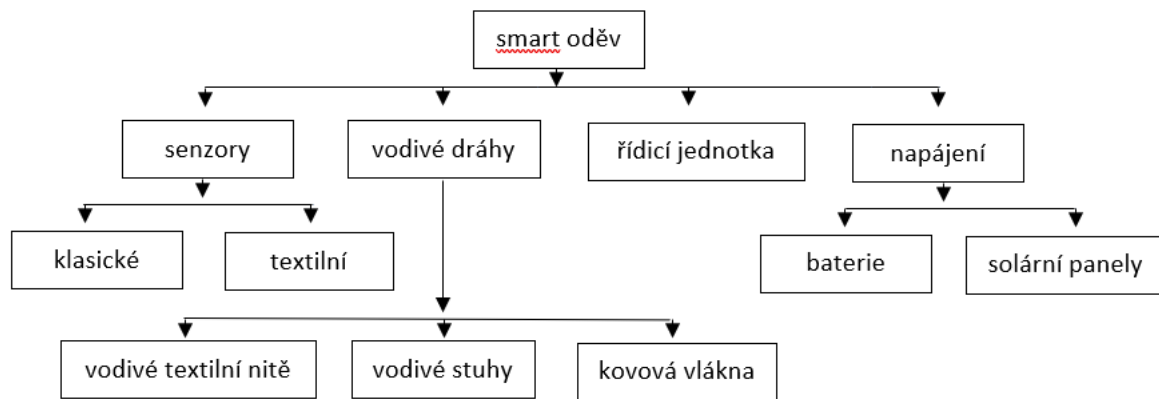 smart oděv
senzory
vodivé dráhy
řídicí jednotka
napájení
klasické
textilní
baterie
solární panely
vodivé textilní nitě
vodivé stuhy
kovová vlákna